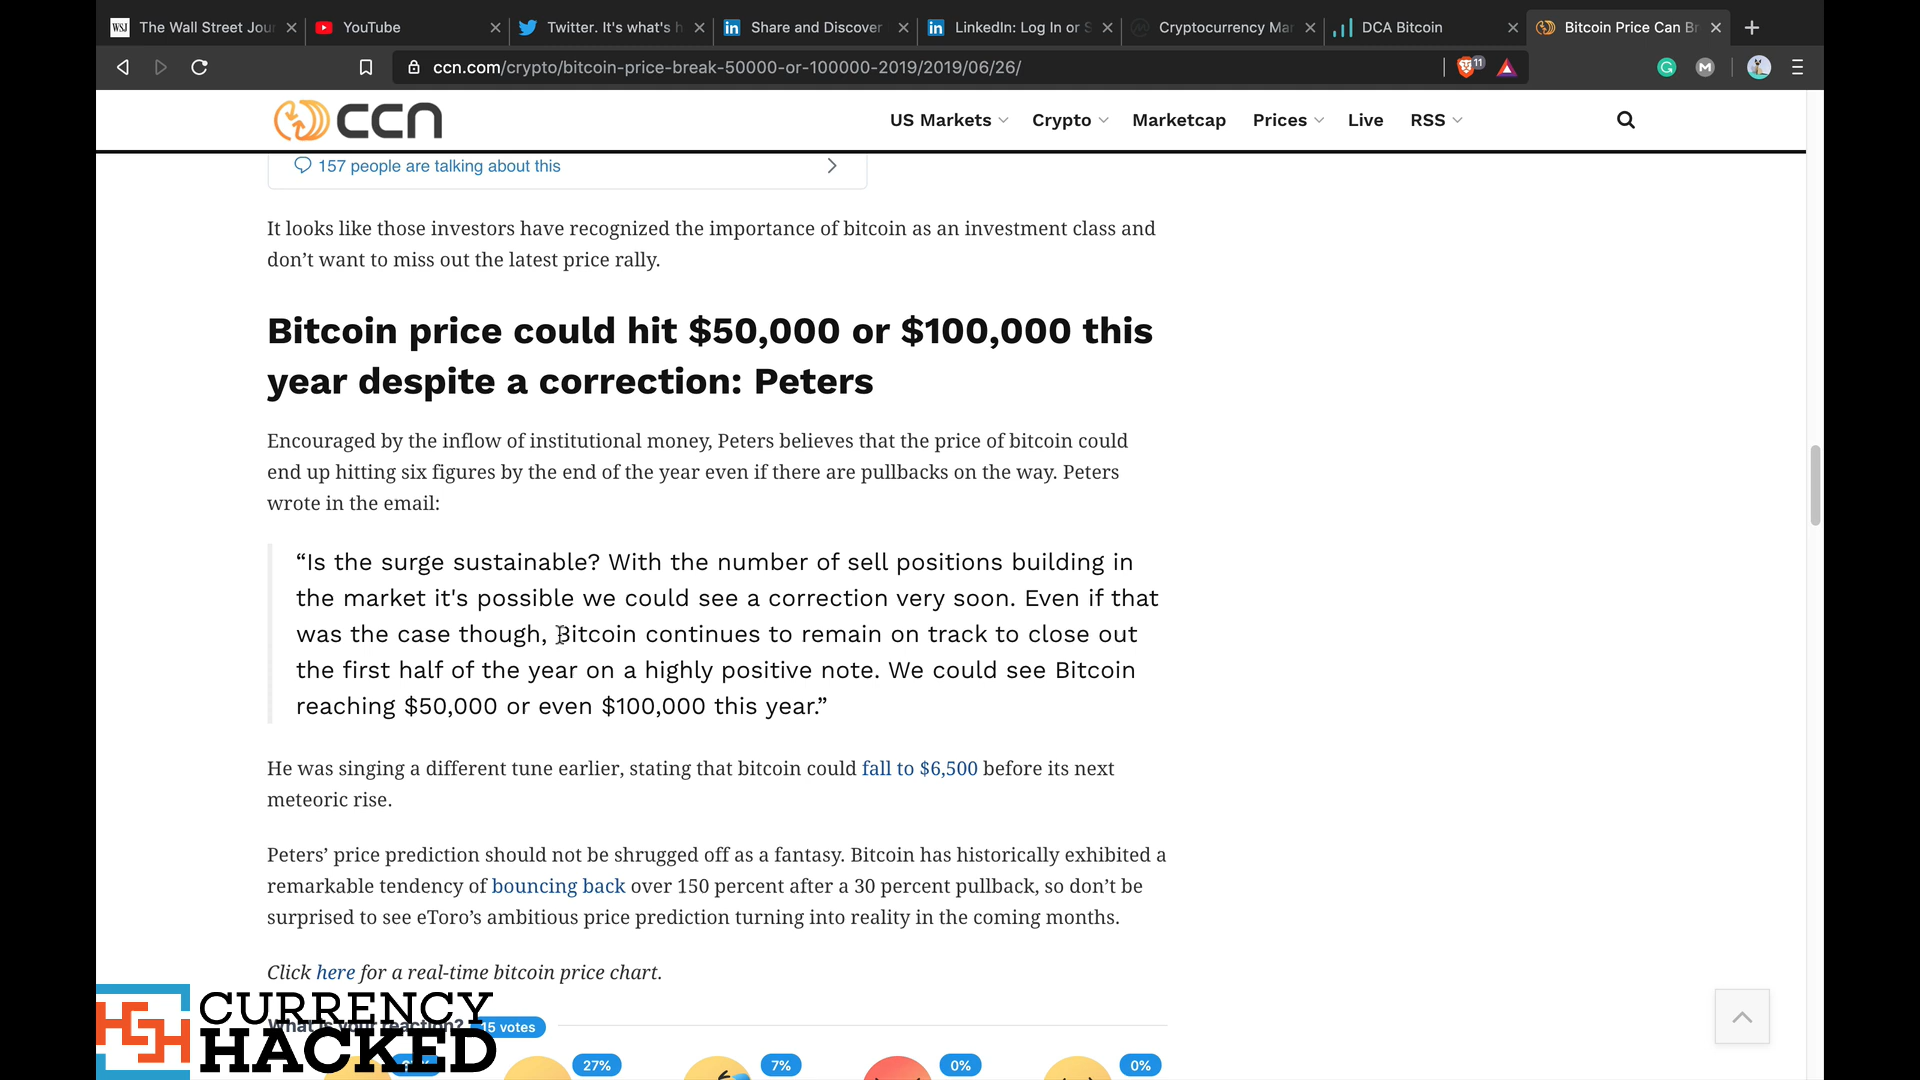 WSJ The Wall Street Jou YouTube Twitter. It's what's h in Share and Discover in LinkedIn: Log In or S Cryptocurrency Mar DCA Bitcoin Bitcoin Price Can Br
ccn.com/crypto/bitcoin-price-break-50000-or-100000-2019/2019/06/26/ 11 G M
ccn US Markets Crypto Marketcap Prices Live RSS
157 people are talking about this
It looks like those investors have recognized the importance of bitcoin as an investment class and
don’t want to miss out the latest price rally.
Bitcoin price could hit $50,000 or $100,000 this
year despite a correction: Peters
Encouraged by the inflow of institutional money, Peters believes that the price of bitcoin could
end up hitting six figures by the end of the year even if there are pullbacks on the way. Peters
wrote in the email:
“Is the surge sustainable? With the number of sell positions building in
the market it's possible we could see a correction very soon. Even if that
was the case though, Bitcoin continues to remain on track to close out
the first half of the year on a highly positive note. We could see Bitcoin
reaching $50,000 or even $100,000 this year.”
He was singing a different tune earlier, stating that bitcoin could fall to $6,500 before its next
meteoric rise.
Peters’ price prediction should not be shrugged off as a fantasy. Bitcoin has historically exhibited a
remarkable tendency of bouncing back over 150 percent after a 30 percent pullback, so don’t be
surprised to see eToro’s ambitious price prediction turning into reality in the coming months.
Click here for a real-time bitcoin price chart.
What is your reaction? 15 votes
CURRENCY
HACKED
27% 7% 0% 0%